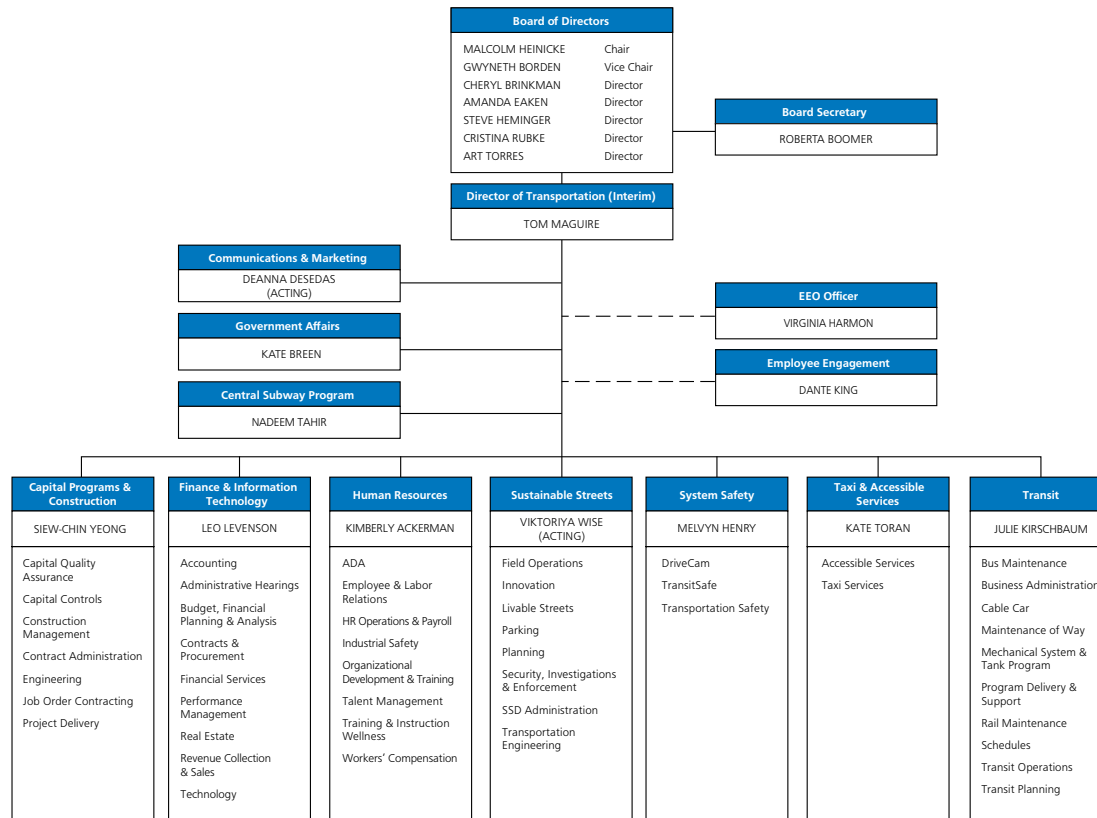 Board of Directors
MALCOLM HEINICKE Chair
GWYNETH BORDEN Vice Chair
CHERYL BRINKMAN Director
AMANDA EAKEN Director
STEVE HEMINGER Director
CRISTINA RUBKE Director
ART TORRES Director
Board Secretary
ROBERTA BOOMER
Director of Transportation (Interim)
TOM MAGUIRE
Communications & Marketing
DEANNA DESEDAS
(ACTING)
EEO Officer
VIRGINIA HARMON
Government Affairs
KATE BREEN
Employee Engagement
DANTE KING
Central Subway Program
NADEEM TAHIR
Capital Programs &
Construction
SIEW-CHIN YEONG
Capital Quality
Assurance
Capital Controls
Construction
Management
Contract Administration
Engineering
Job Order Contracting
Project Delivery
Finance & Information
Technology
LEO LEVENSON
Accounting
Administrative Hearings
Budget, Financial
Planning & Analysis
Contracts &
Procurement
Financial Services
Performance
Management
Real Estate
Revenue Collection
& Sales
Technology
Human Resources
KIMBERLY ACKERMAN
ADA
Employee & Labor
Relations
HR Operations & Payroll
Industrial Safety
Organizational
Development & Training
Talent Management
Training & Instruction
Wellness
Workers’ Compensation
Sustainable Streets
VIKTORIYA WISE
(ACTING)
Field Operations
Innovation
Livable Streets
Parking
Planning
Security, Investigations
& Enforcement
SSD Administration
Transportation
Engineering
System Safety
MELVYN HENRY
DriveCam
TransitSafe
Transportation Safety
Taxi & Accessible
Services
KATE TORAN
Accessible Services
Taxi Services
Transit
JULIE KIRSCHBAUM
Bus Maintenance
Business Administration
Cable Car
Maintenance of Way
Mechanical System &
Tank Program
Program Delivery &
Support
Rail Maintenance
Schedules
Transit Operations
Transit Planning